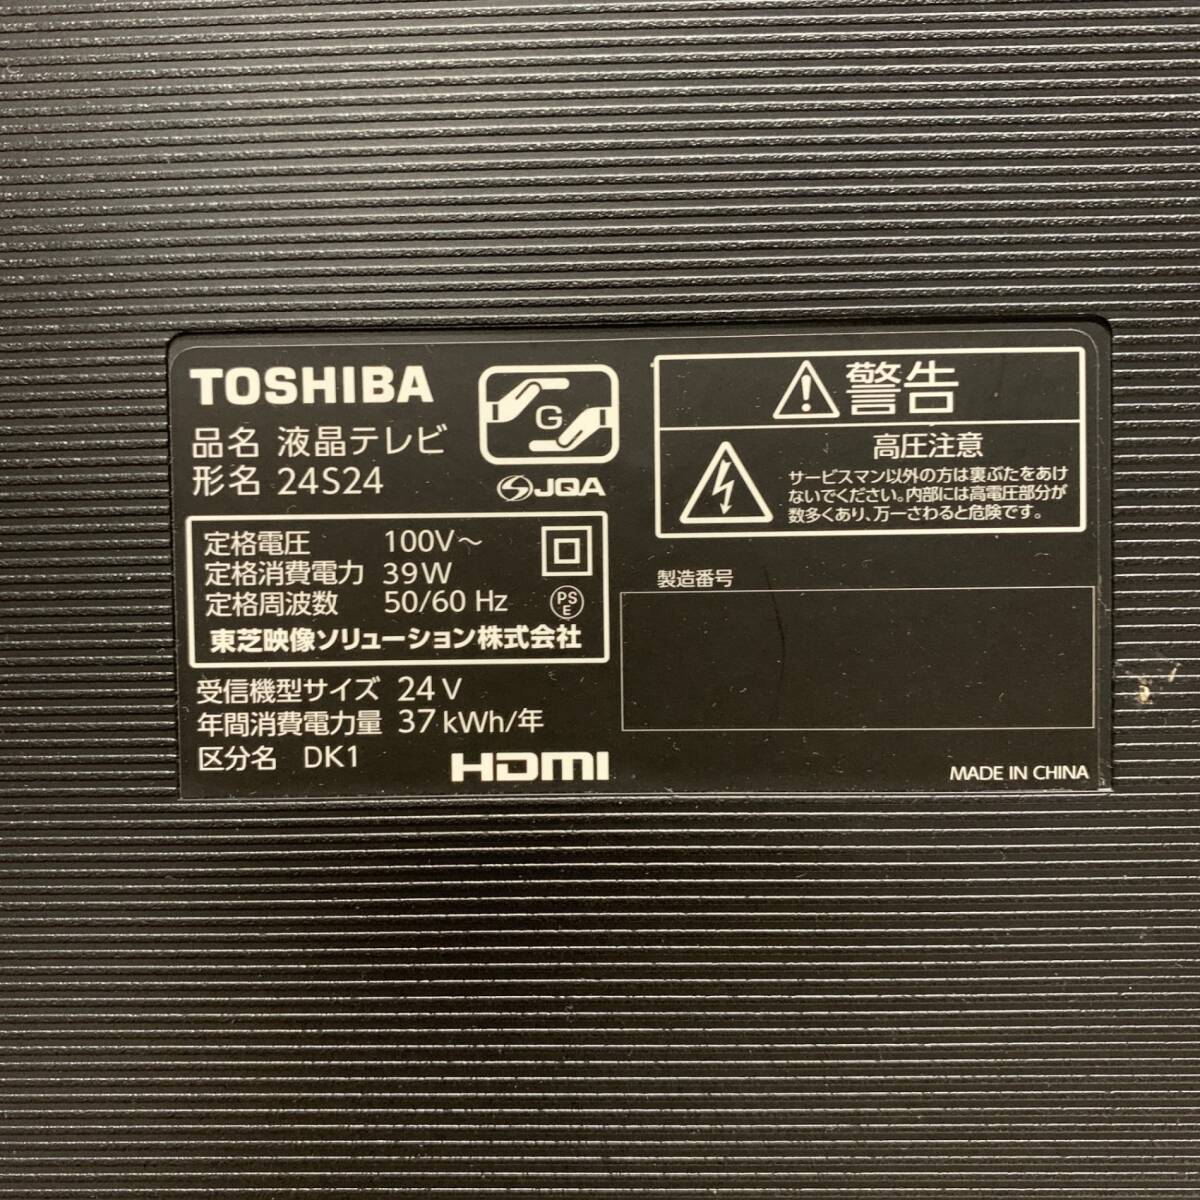 TOSHIBA
品名 液晶テレビ
形名 24S24
G
JQA
定格電圧 100V～
定格消費電力 39W
定格周波数 50/60 Hz
PS
E
東芝映像ソリューション株式会社
受信機型サイズ 24V
年間消費電力量 37kWh/年
区分名 DK1
HDMI
警告
高圧注意
サービスマン以外の方は裏ぶたをあけ
ないでください。内部には高電圧部分が
数多くあり、万一さわると危険です。
製造番号
MADE IN CHINA